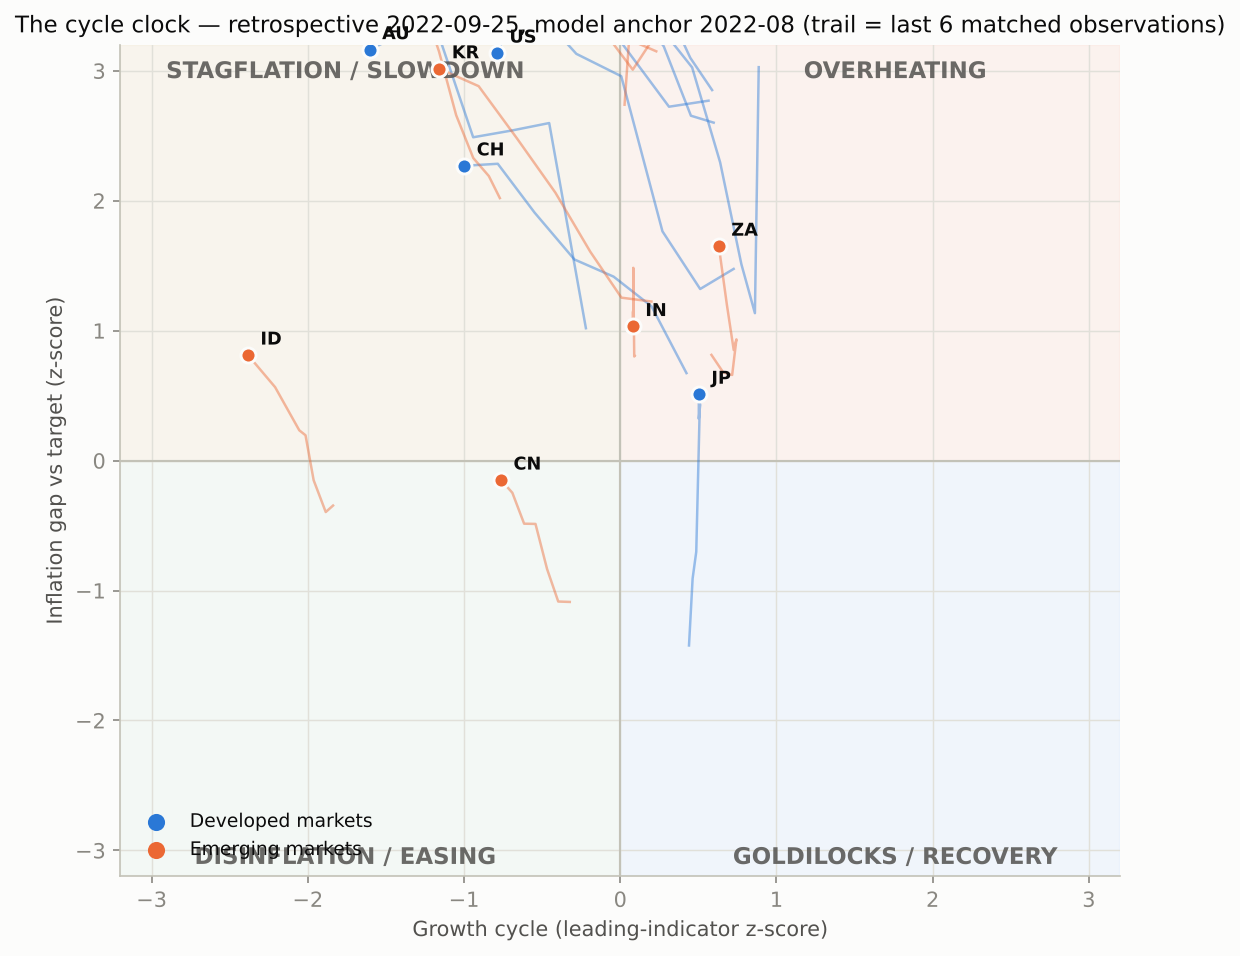 The cycle clock — retrospective 2022-09-25, model anchor 2022-08 (trail = last 6 matched observations)
AU
US
KR
STAGFLATION / SLOWDOWN
OVERHEATING
CH
ZA
IN
ID
JP
CN
3
2
1
0
−1
−2
−3
Inflation gap vs target (z-score)
Developed markets
Emerging markets
DISINFLATION / EASING
GOLDILOCKS / RECOVERY
−3 −2 −1 0 1 2 3
Growth cycle (leading-indicator z-score)